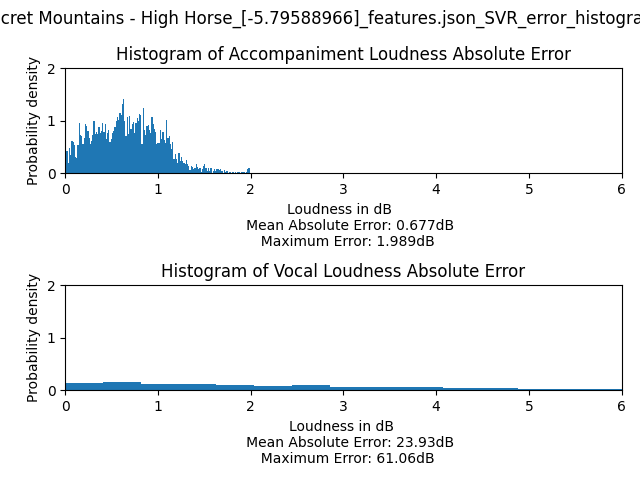 cret Mountains - High Horse_[-5.79588966]_features.json_SVR_error_histogra
Histogram of Accompaniment Loudness Absolute Error
Probability density
2
1
0
0 1 2 3 4 5 6
Loudness in dB
Mean Absolute Error: 0.677dB
Maximum Error: 1.989dB
Histogram of Vocal Loudness Absolute Error
Probability density
2
1
0
0 1 2 3 4 5 6
Loudness in dB
Mean Absolute Error: 23.93dB
Maximum Error: 61.06dB